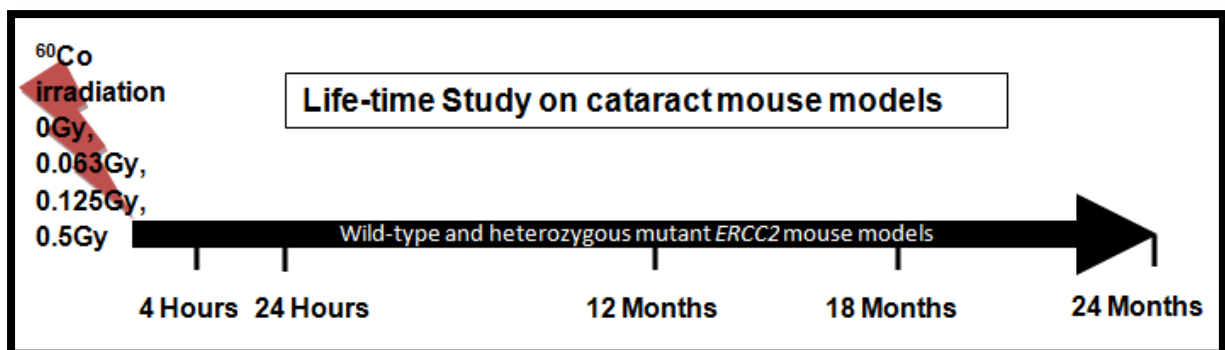 ⁶⁰Co
irradiation
0Gy,
0.063Gy,
0.125Gy,
0.5Gy
Life-time Study on cataract mouse models
Wild-type and heterozygous mutant ERCC2 mouse models
4 Hours
24 Hours
12 Months
18 Months
24 Months